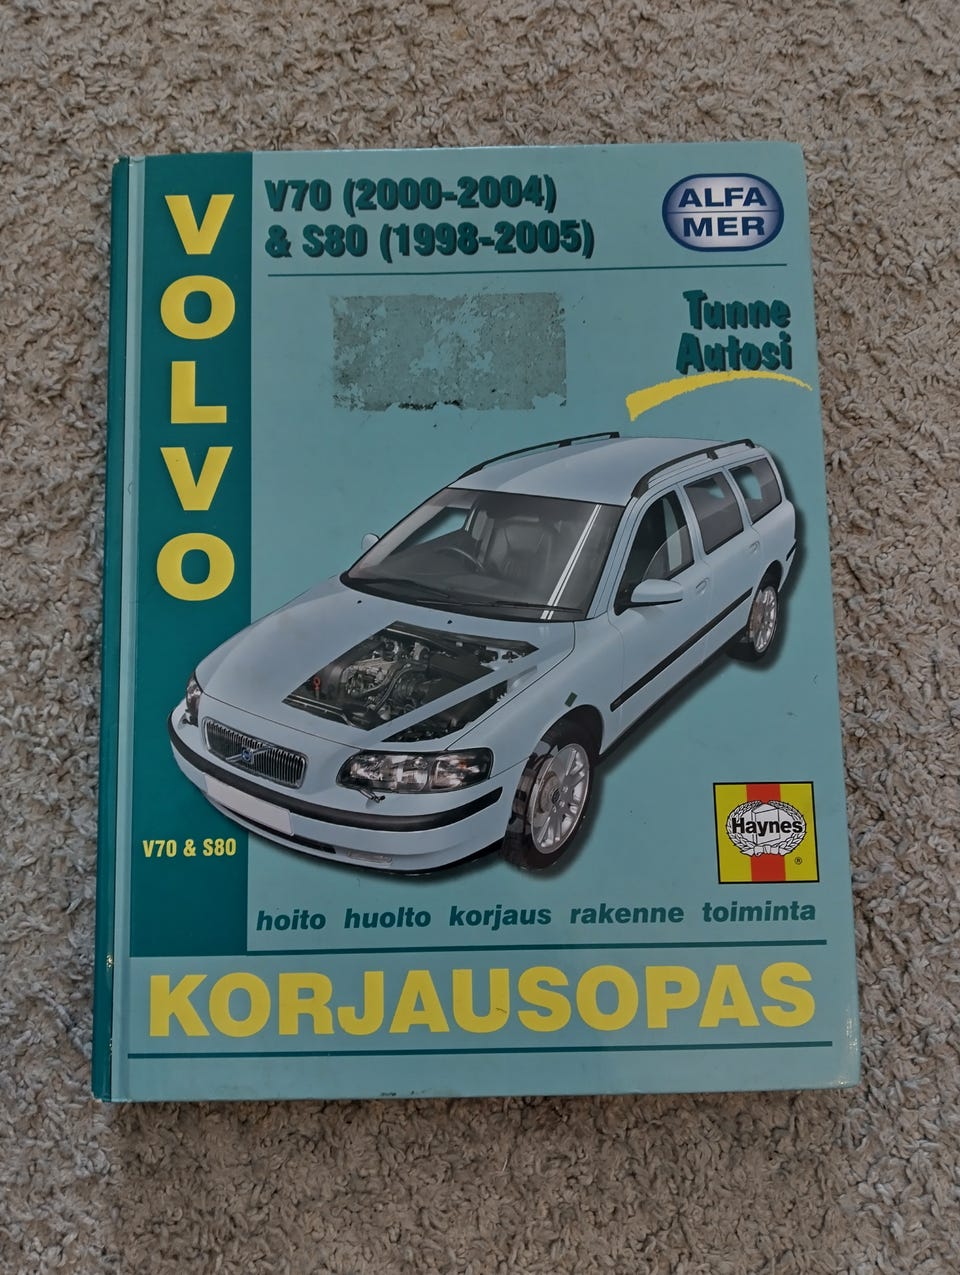 VOLVO
V70 (2000-2004)
& S80 (1998-2005)
ALFA
MER
Tunne
Autosi
V70 & S80
Haynes
®
hoito huolto korjaus rakenne toiminta
KORJAUSOPAS